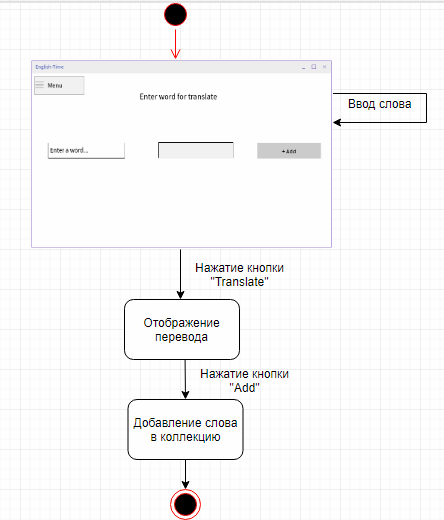 English Time
Menu
Enter word for translate
Ввод слова
Enter a word...
+ Add
Нажатие кнопки
"Translate"
Отображение
перевода
Нажатие кнопки
"Add"
Добавление слова
в коллекцию